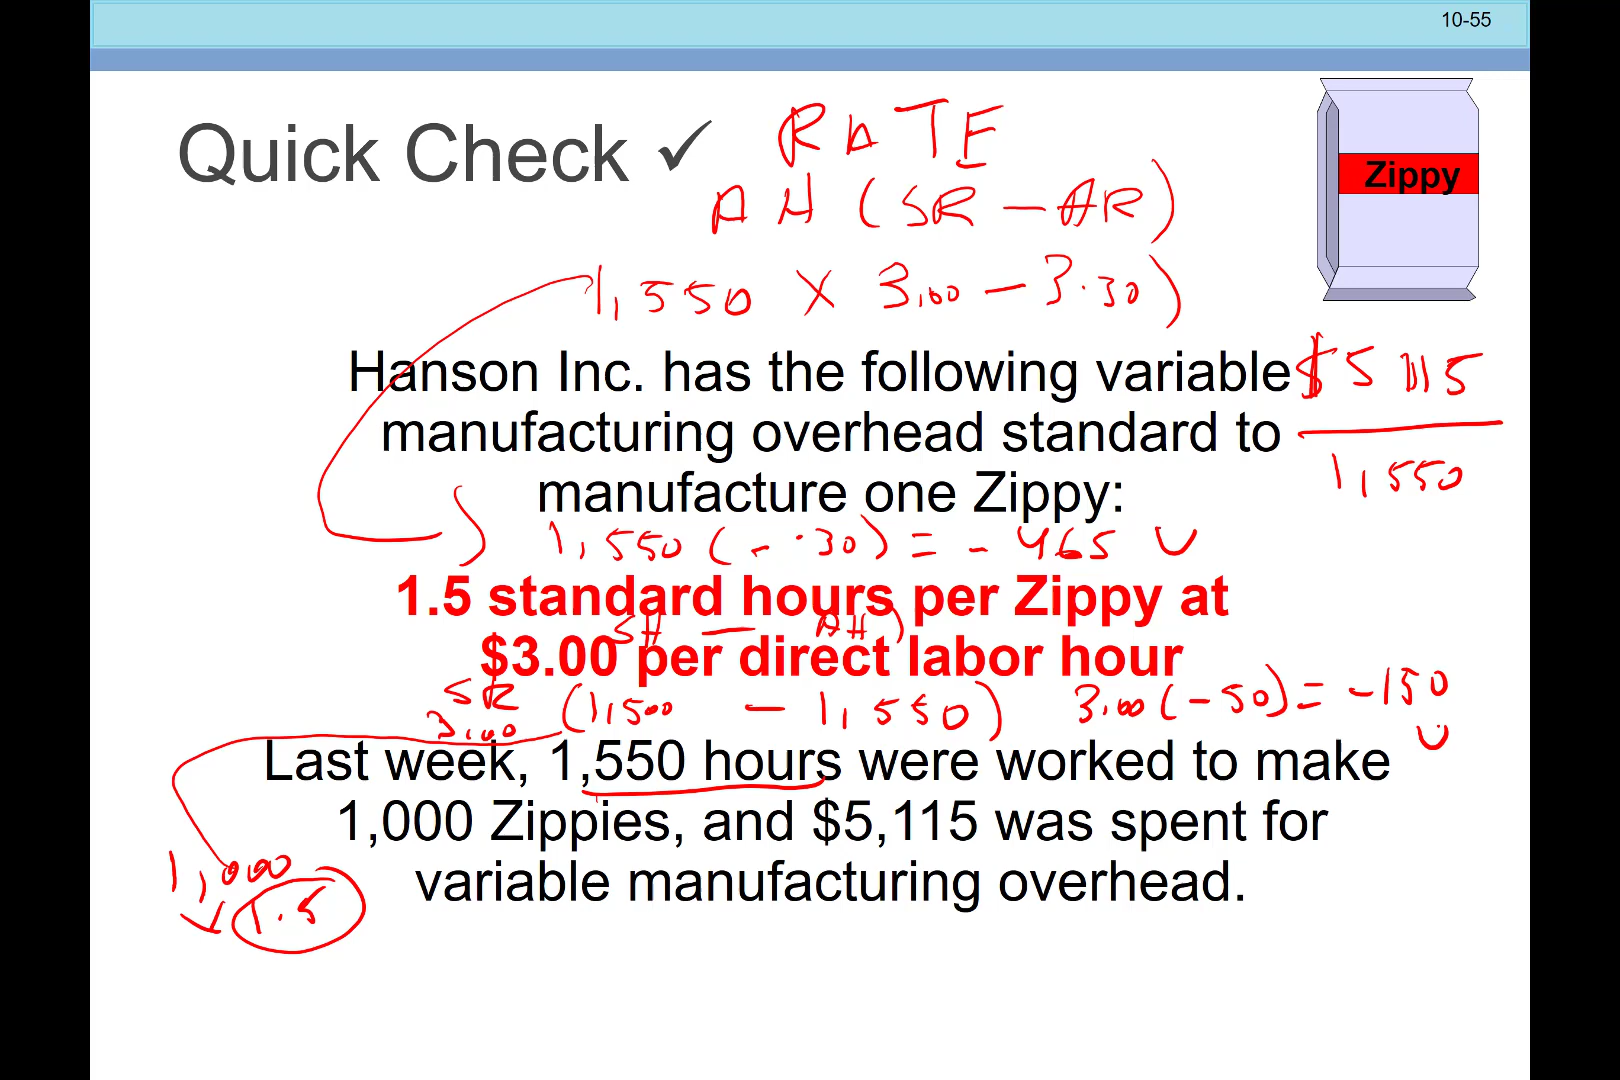 10-55
Quick Check ✓
RATE
Zippy
AH (SR - AR)
1,550 X 3.00 - 3.30)
Hanson Inc. has the following variable
$5115
manufacturing overhead standard to
1,550
manufacture one Zippy:
1,550 (- .30) = - 465 U
1.5 standard hours per Zippy at
SH - AH)
$3.00 per direct labor hour
SR (1,500 - 1,550) 3.00 (-50) = -150
3.00
U
Last week, 1,550 hours were worked to make
1,000 Zippies, and $5,115 was spent for
1,000
variable manufacturing overhead.
1.5